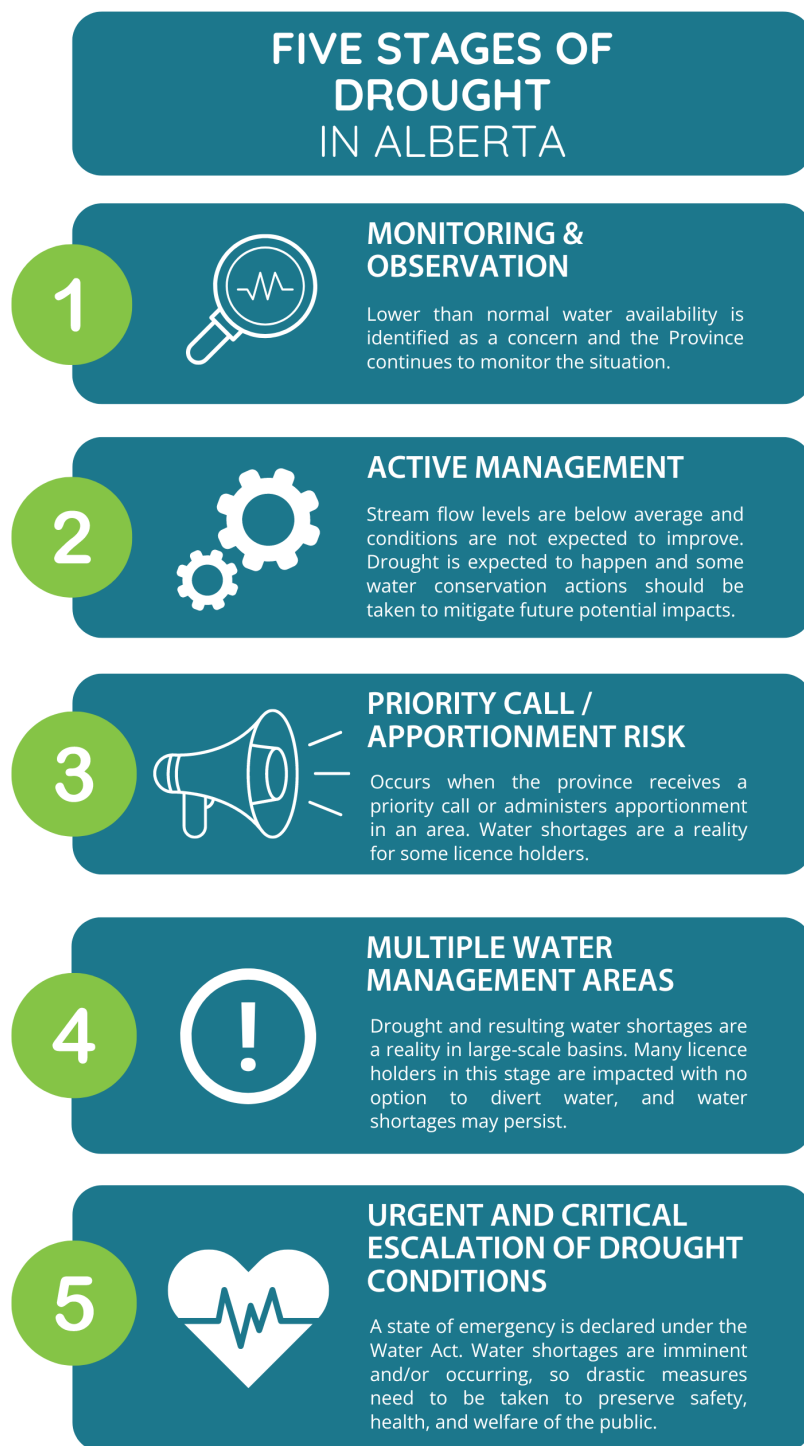 FIVE STAGES OF
DROUGHT
IN ALBERTA
1
MONITORING &
OBSERVATION
Lower than normal water availability is
identified as a concern and the Province
continues to monitor the situation.
2
ACTIVE MANAGEMENT
Stream flow levels are below average and
conditions are not expected to improve.
Drought is expected to happen and some
water conservation actions should be
taken to mitigate future potential impacts.
3
PRIORITY CALL /
APPORTIONMENT RISK
Occurs when the province receives a
priority call or administers apportionment
in an area. Water shortages are a reality
for some licence holders.
4
MULTIPLE WATER
MANAGEMENT AREAS
Drought and resulting water shortages are
a reality in large-scale basins. Many licence
holders in this stage are impacted with no
option to divert water, and water
shortages may persist.
5
URGENT AND CRITICAL
ESCALATION OF DROUGHT
CONDITIONS
A state of emergency is declared under the
Water Act. Water shortages are imminent
and/or occurring, so drastic measures
need to be taken to preserve safety,
health, and welfare of the public.